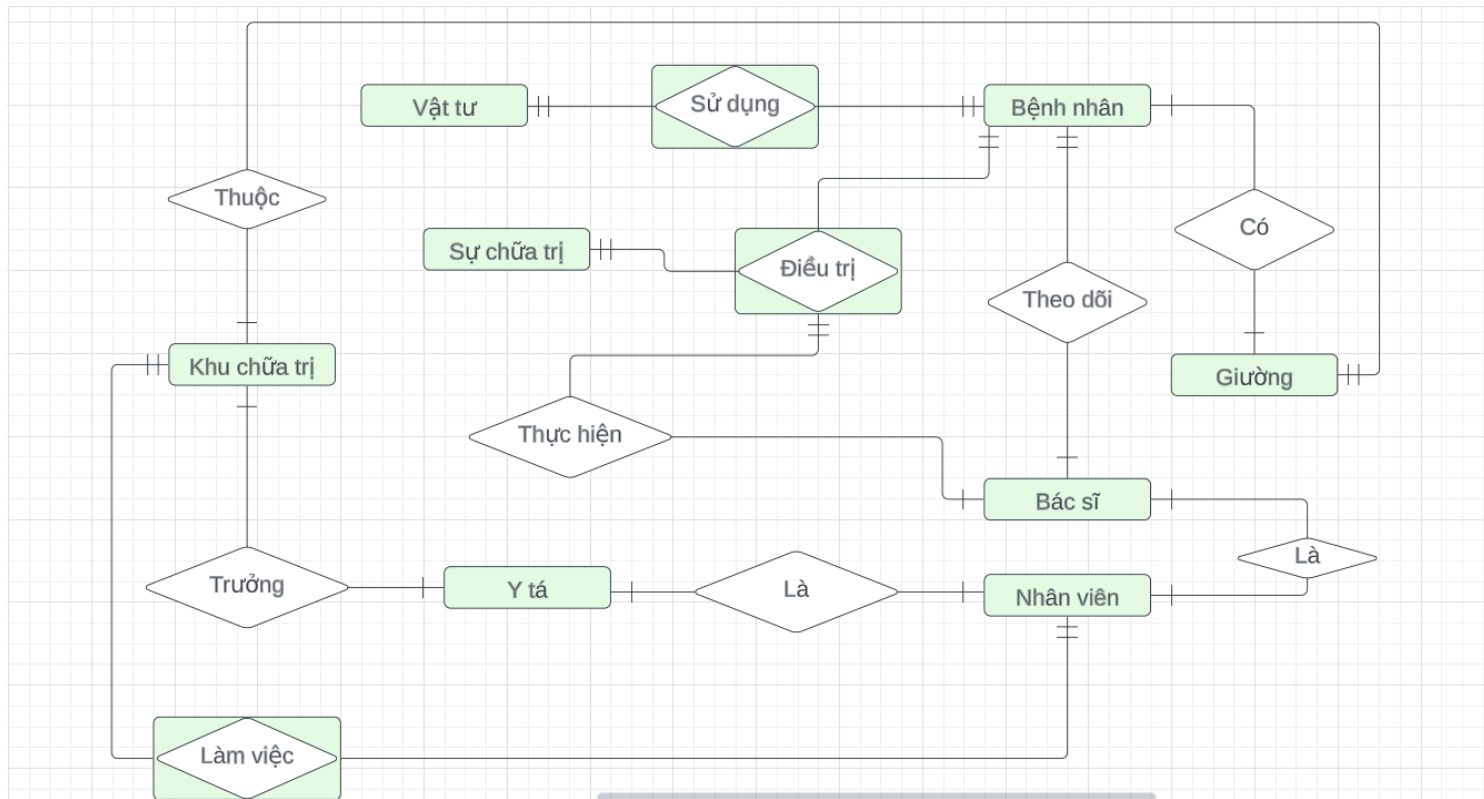 Vật tư
Sử dụng
Bệnh nhân
Thuộc
Có
Sự chữa trị
Điều trị
Theo dõi
Khu chữa trị
Giường
Thực hiện
Bác sĩ
Là
Trưởng
Y tá
Là
Nhân viên
Làm việc